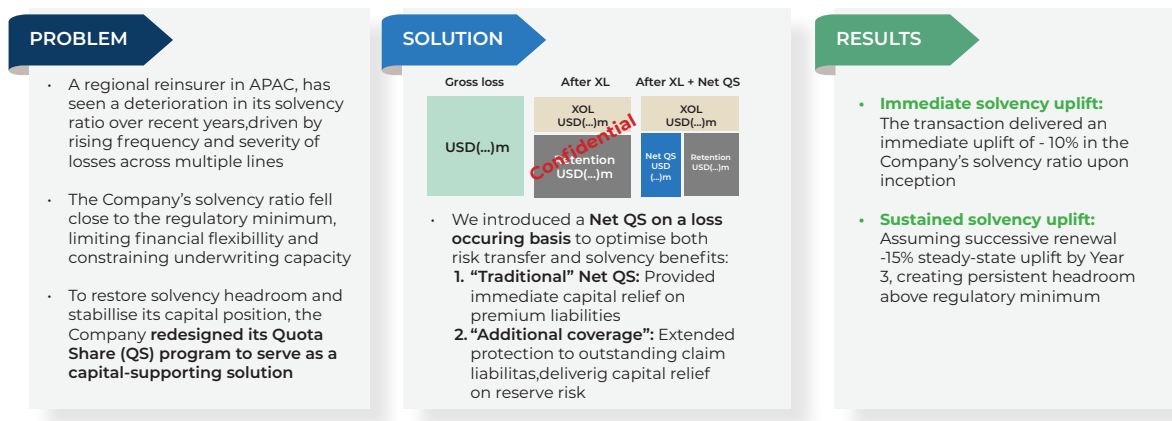 PROBLEM
• A regional reinsurer in APAC, has
seen a deterioration in its solvency
ratio over recent years,driven by
rising frequency and severity of
losses across multiple lines
• The Company's solvency ratio fell
close to the regulatory minimum,
limiting financial flexibillity and
constraining underwriting capacity
• To restore solvency headroom and
stabillise its capital position, the
Company redesigned its Quota
Share (QS) program to serve as a
capital-supporting solution
SOLUTION
Gross loss
After XL
After XL + Net QS
USD(...)m
XOL
USD(...)m
Retention
USD(...)m
XOL
USD(...)m
Net QS
USD
(...)m
Retention
USD(...)m
Confidential
• We introduced a Net QS on a loss
occuring basis to optimise both
risk transfer and solvency benefits:
1. “Traditional” Net QS: Provided
immediate capital relief on
premium liabilities
2. “Additional coverage”: Extended
protection to outstanding claim
liabilitas,deliverig capital relief
on reserve risk
RESULTS
• Immediate solvency uplift:
The transaction delivered an
immediate uplift of - 10% in the
Company's solvency ratio upon
inception
• Sustained solvency uplift:
Assuming successive renewal
-15% steady-state uplift by Year
3, creating persistent headroom
above regulatory minimum